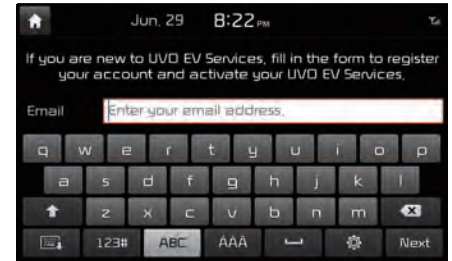 Jun. 29 8:22 PM
If you are new to UVO EV Services, fill in the form to register
your account and activate your UVO EV Services.
Email Enter your email address.
q w e r t y u i o p
a s d f g h j k l
z x c v b n m
123# ABC ÀÁÂ Next